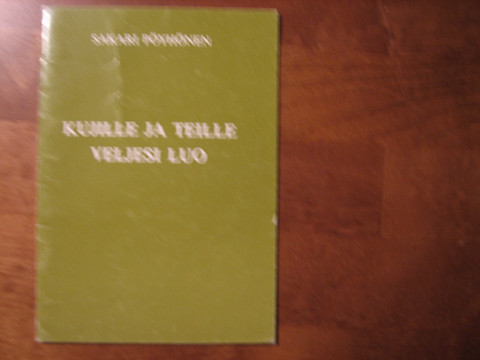 SAKARI PÖYHÖNEN
KUJILLE JA TEILLE
VELJESI LUO